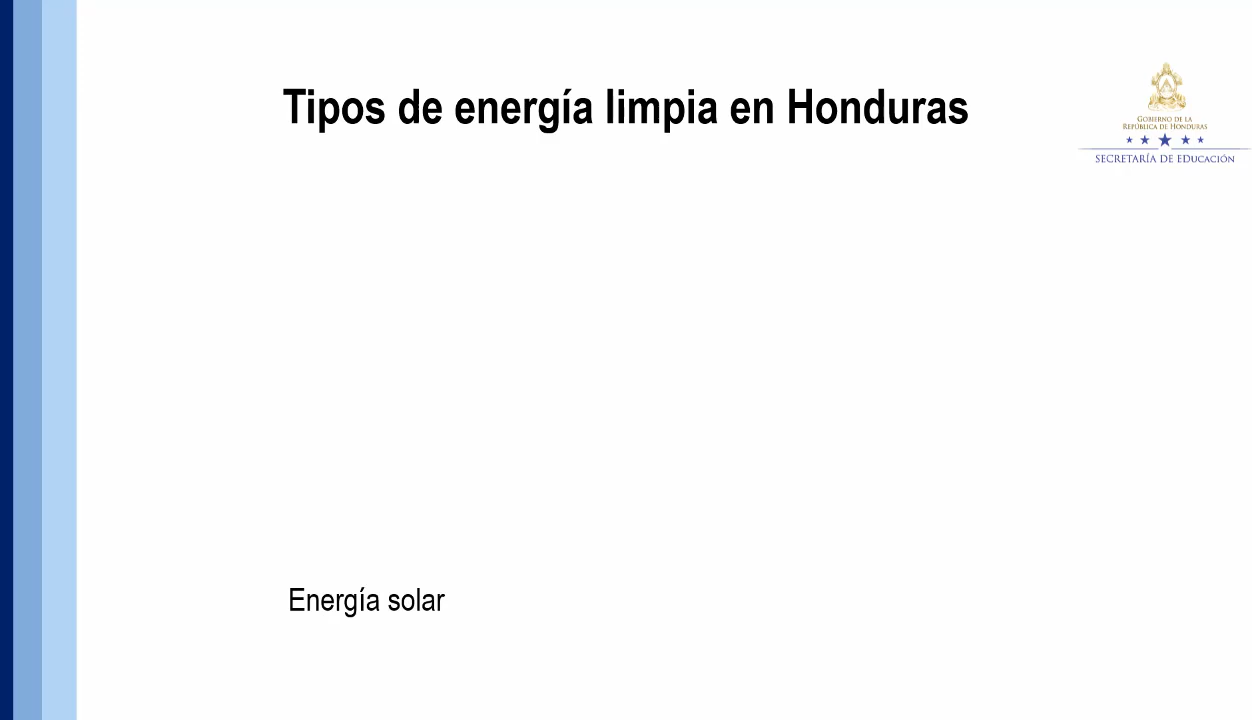 Tipos de energía limpia en Honduras
GOBIERNO DE LA
REPÚBLICA DE HONDURAS
SECRETARÍA DE EDUCACIÓN
Energía solar